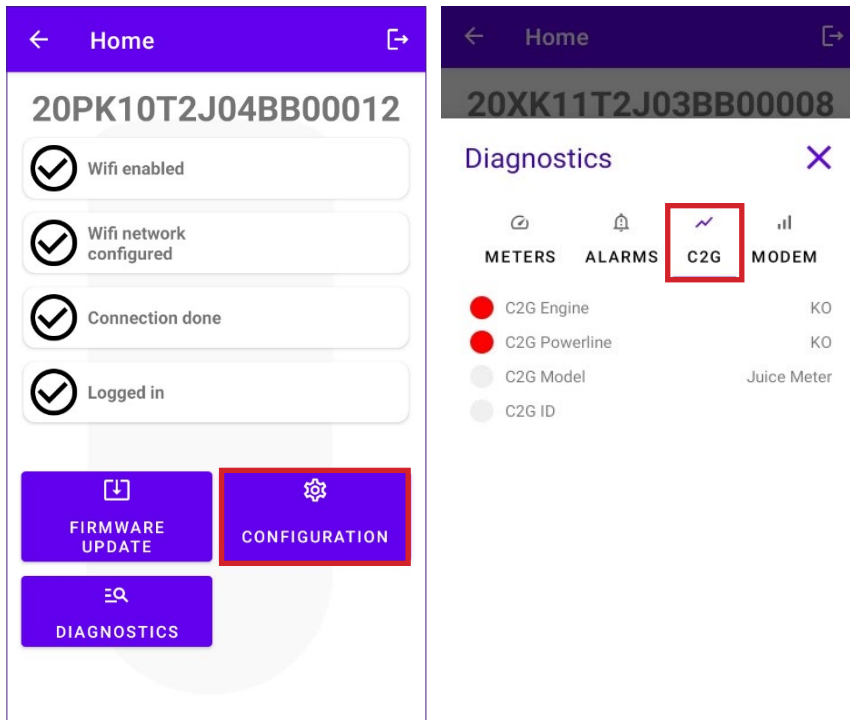 Home
20PK10T2J04BB00012
Wifi enabled
Wifi network
configured
Connection done
Logged in
FIRMWARE
UPDATE
CONFIGURATION
DIAGNOSTICS
Home
20XK11T2J03BB00008
Diagnostics
METERS ALARMS C2G MODEM
C2G Engine KO
C2G Powerline KO
C2G Model Juice Meter
C2G ID